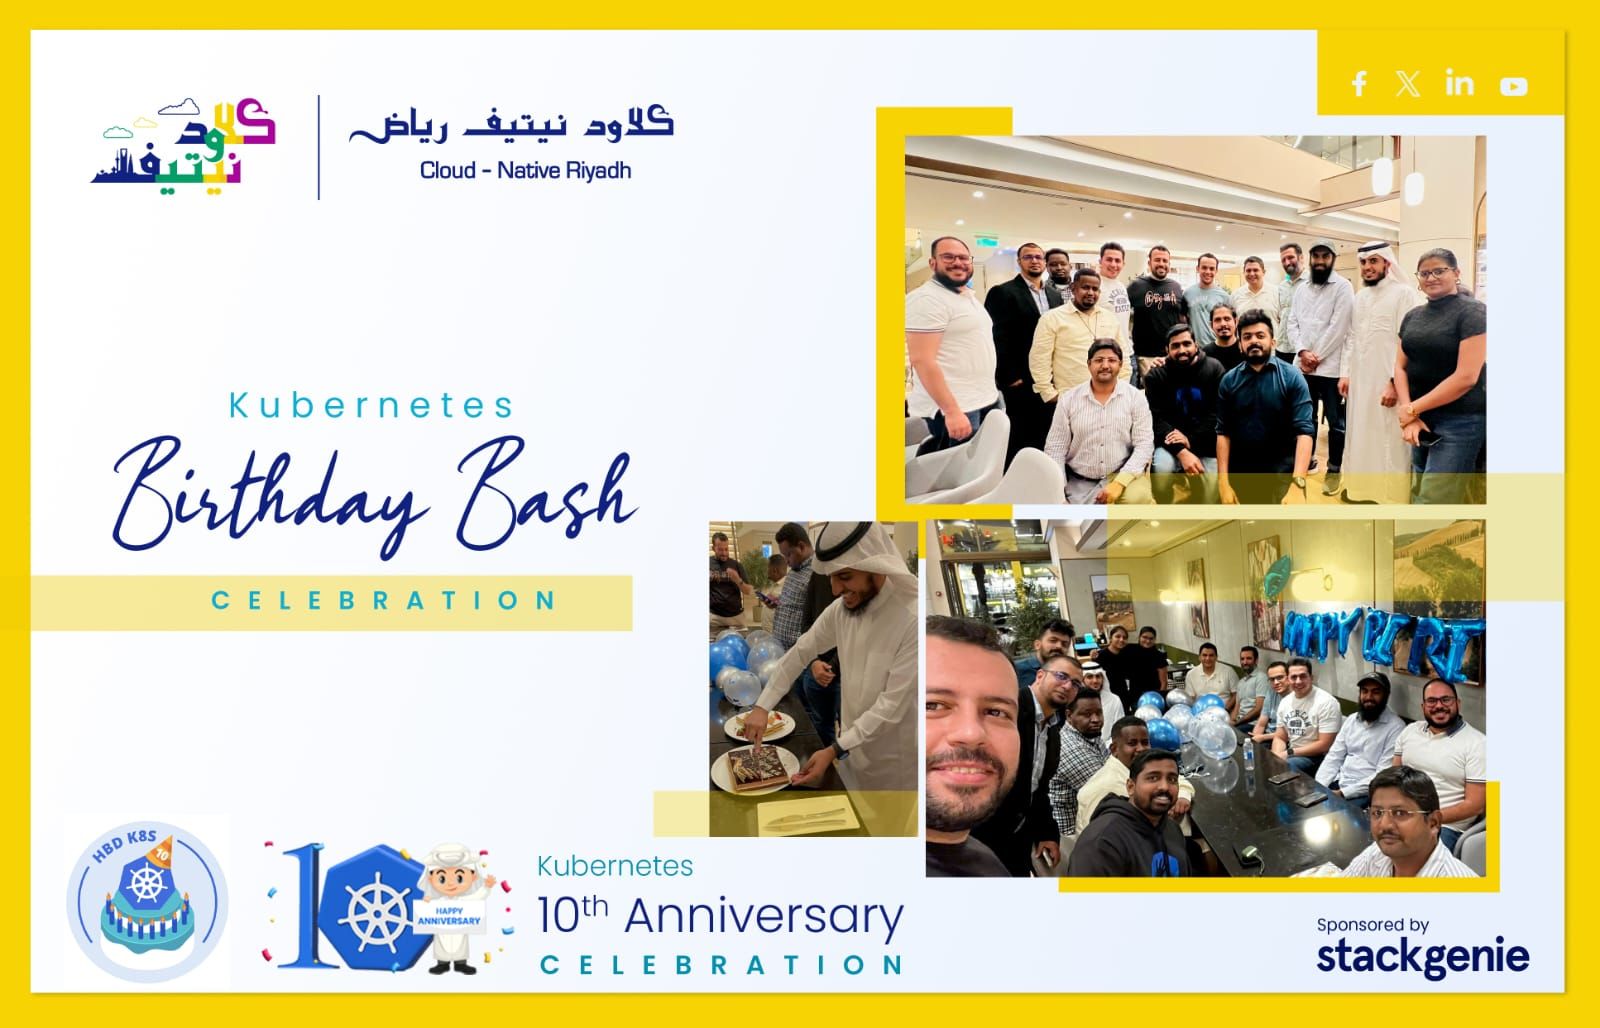 كلاود
نيتيف
كلاود نيتيف رياض
Cloud - Native Riyadh
Kubernetes
Birthday Bash
CELEBRATION
HBD K8S
10
10
HAPPY
ANNIVERSARY
Kubernetes
10th Anniversary
CELEBRATION
Sponsored by
stackgenie